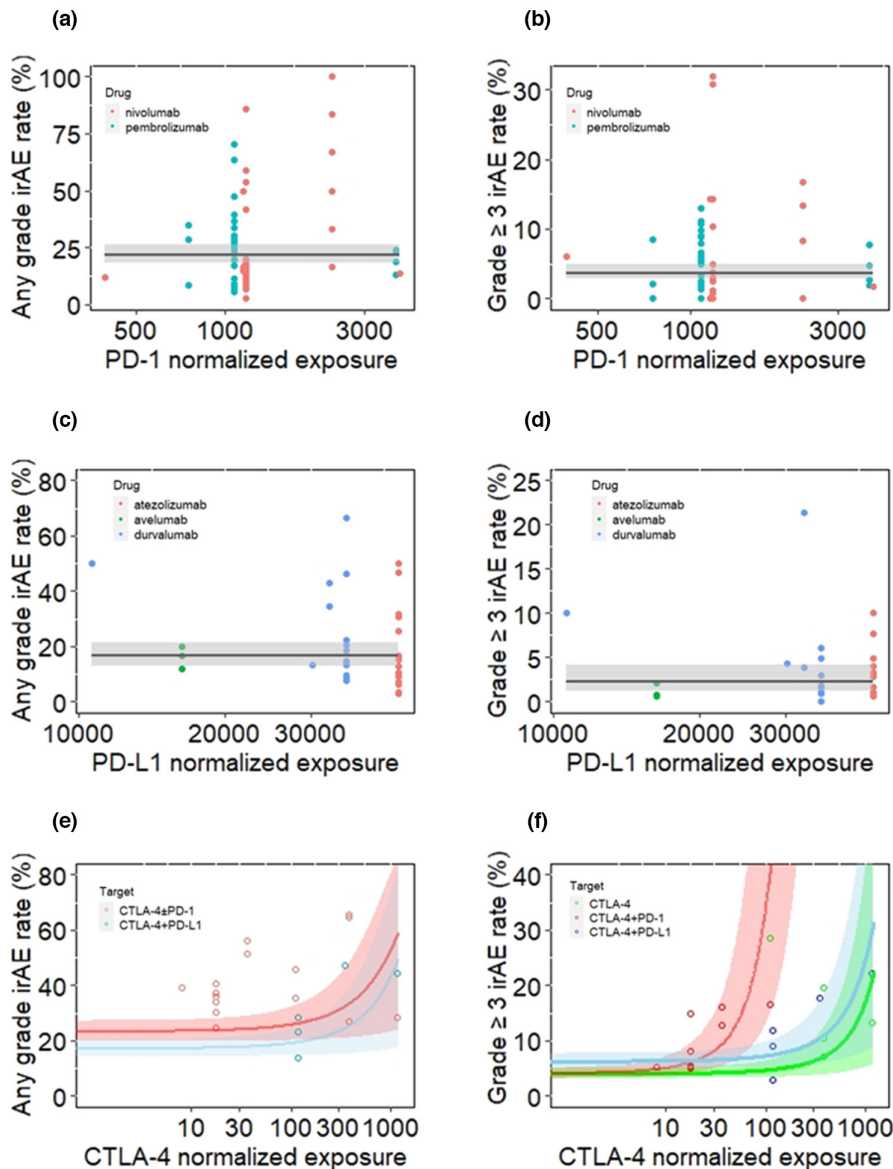 (a)
Any grade irAE rate (%)
100
75
50
25
0
Drug
nivolumab
pembrolizumab
500 1000 3000
PD-1 normalized exposure
(b)
Grade ≥ 3 irAE rate (%)
30
20
10
0
Drug
nivolumab
pembrolizumab
500 1000 3000
PD-1 normalized exposure
(c)
Any grade irAE rate (%)
80
60
40
20
0
Drug
atezolizumab
avelumab
durvalumab
10000 20000 30000
PD-L1 normalized exposure
(d)
Grade ≥ 3 irAE rate (%)
25
20
15
10
5
0
Drug
atezolizumab
avelumab
durvalumab
10000 20000 30000
PD-L1 normalized exposure
(e)
Any grade irAE rate (%)
80
60
40
20
0
Target
CTLA-4±PD-1
CTLA-4+PD-L1
10 30 100 300 1000
CTLA-4 normalized exposure
(f)
Grade ≥ 3 irAE rate (%)
40
30
20
10
0
Target
CTLA-4
CTLA-4+PD-1
CTLA-4+PD-L1
10 30 100 300 1000
CTLA-4 normalized exposure